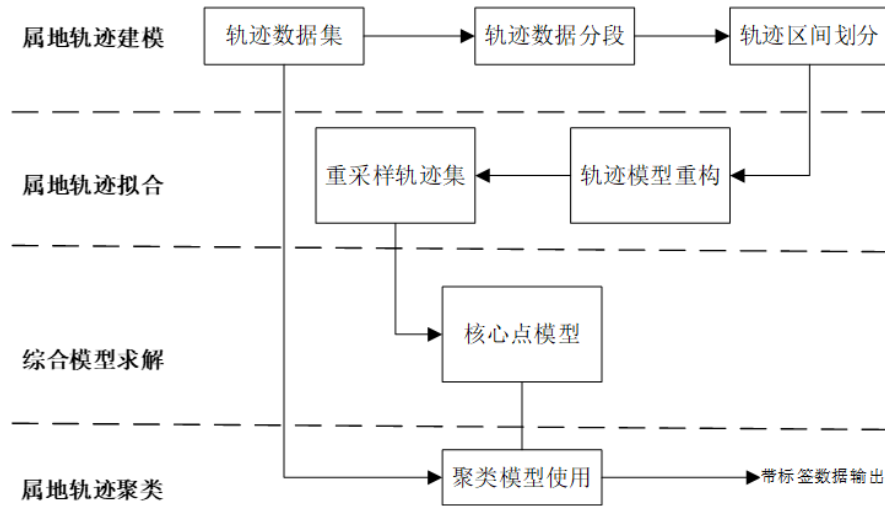 属地轨迹建模
轨迹数据集
轨迹数据分段
轨迹区间划分
属地轨迹拟合
重采样轨迹集
轨迹模型重构
综合模型求解
核心点模型
属地轨迹聚类
聚类模型使用
带标签数据输出